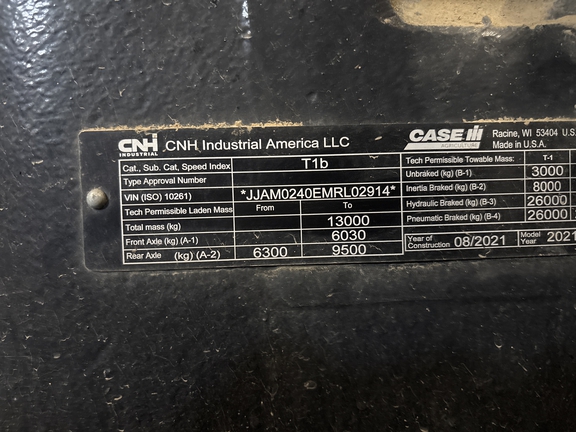 CNH INDUSTRIAL CNH Industrial America LLC
CASE IH AGRICULTURE
Racine, WI 53404 U.S.
Made in U.S.A.
Cat., Sub. Cat, Speed Index T1b
Type Approval Number
VIN (ISO) 10261) *JJAM0240EMRL02914*
Tech Permissible Laden Mass From To
Total mass (kg) 13000
Front Axle (kg) (A-1) 6030
Rear Axle (kg) (A-2) 6300 9500
Tech Permissible Towable Mass: T-1
Unbraked (kg) (B-1) 3000
Inertia Braked (kg) (B-2) 8000
Hydraulic Braked (kg) (B-3) 26000
Pneumatic Braked (kg) (B-4) 26000
Year of Construction 08/2021 Model Year 2021